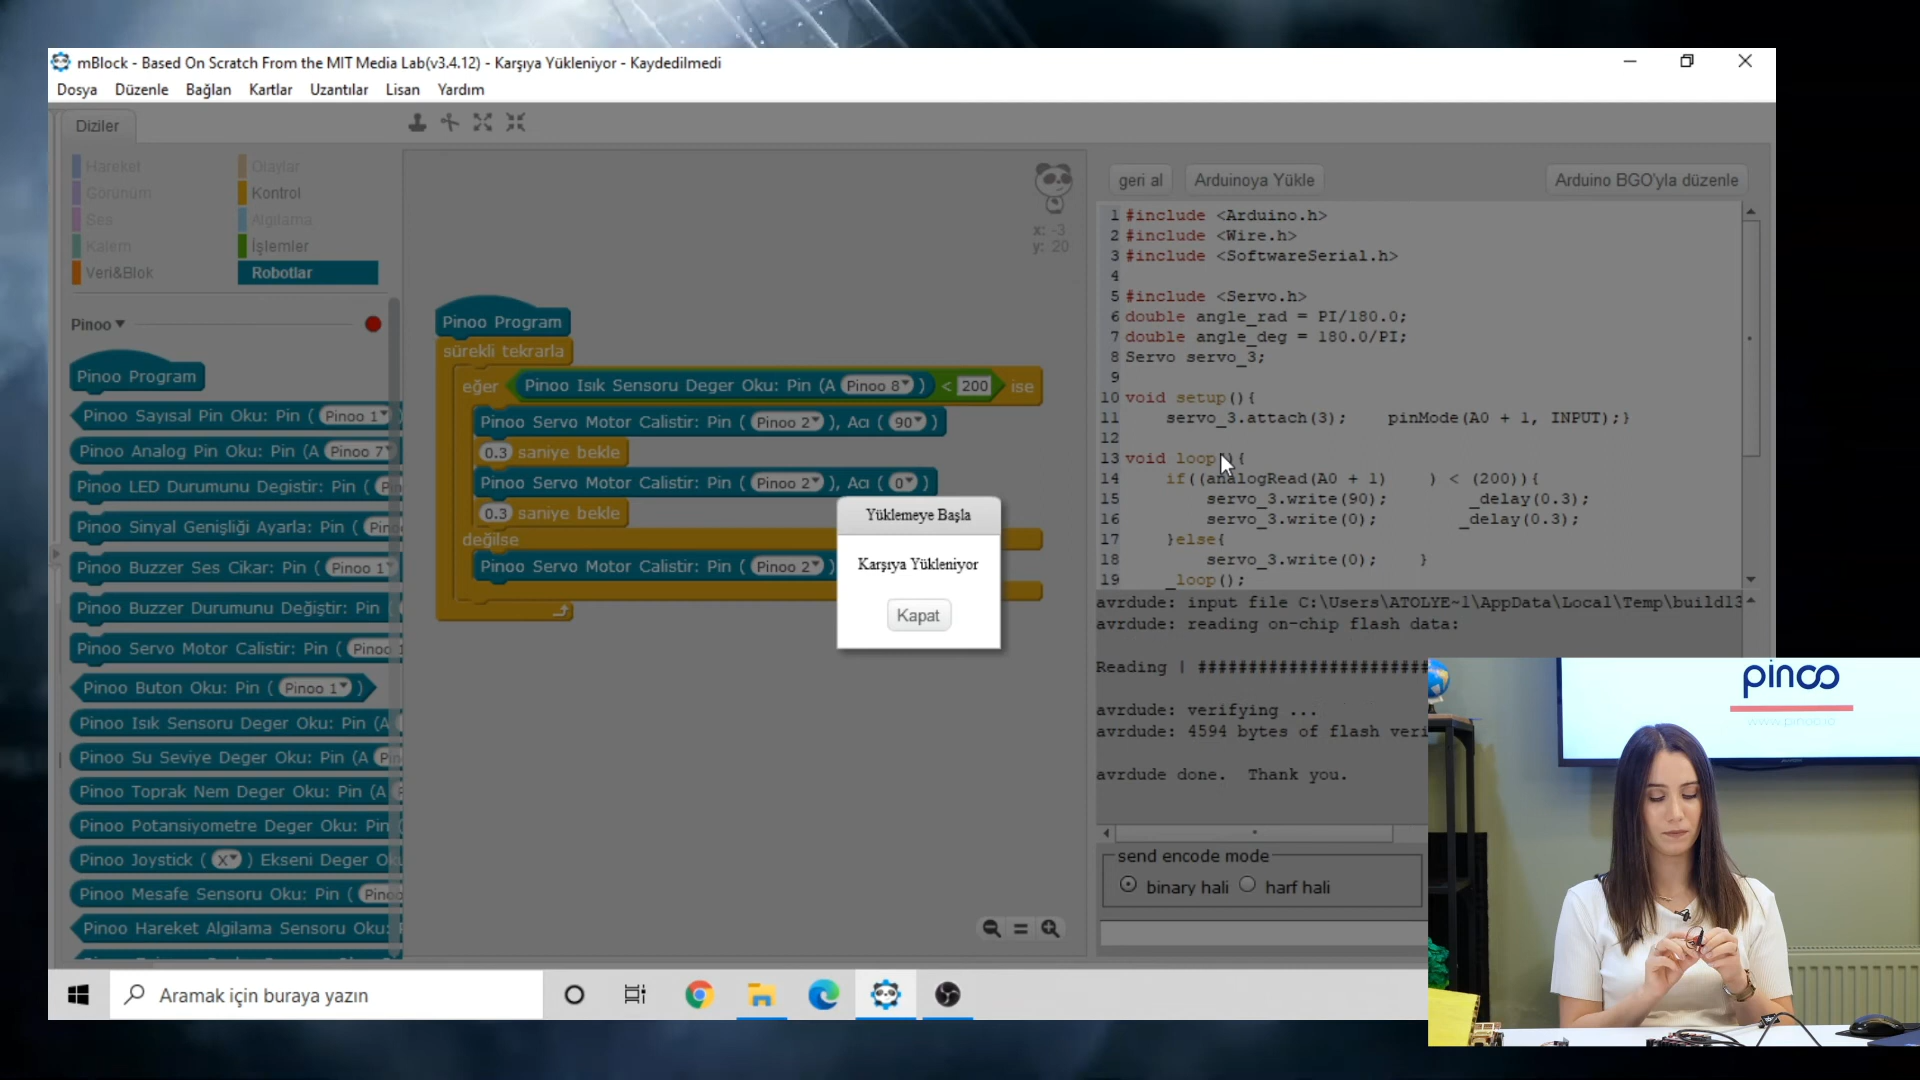 mBlock - Based On Scratch From the MIT Media Lab(v3.4.12) - Karşıya Yükleniyor - Kaydedilmedi
Dosya Düzenle Bağlan Kartlar Uzantılar Lisan Yardım
Diziler
Hareket
Olaylar
Görünüm
Kontrol
Ses
Algılama
Kalem
İşlemler
Veri&Blok
Robotlar
Pinoo
Pinoo Program
Pinoo Sayısal Pin Oku: Pin ( Pinoo 1
Pinoo Analog Pin Oku: Pin (A Pinoo 7
Pinoo LED Durumunu Degistir: Pin (
Pinoo Sinyal Genişliği Ayarla: Pin (
Pinoo Buzzer Ses Cikar: Pin ( Pinoo 1
Pinoo Buzzer Durumunu Değiştir: Pin
Pinoo Servo Motor Calistir: Pin ( Pinoo
Pinoo Buton Oku: Pin ( Pinoo 1 )
Pinoo Isık Sensoru Deger Oku: Pin (A
Pinoo Su Seviye Deger Oku: Pin (A
Pinoo Toprak Nem Deger Oku: Pin (A
Pinoo Potansiyometre Deger Oku: Pin
Pinoo Joystick ( X ) Ekseni Deger
Pinoo Mesafe Sensoru Oku: Pin (
Pinoo Hareket Algilama Sensoru Oku:
x: -3
y: 20
Pinoo Program
sürekli tekrarla
eğer Pinoo Isık Sensoru Deger Oku: Pin (A Pinoo 8 ) < 200 ise
Pinoo Servo Motor Calistir: Pin ( Pinoo 2 ), Acı ( 90 )
0.3 saniye bekle
Pinoo Servo Motor Calistir: Pin ( Pinoo 2 ), Acı ( 0 )
0.3 saniye bekle
değilse
Pinoo Servo Motor Calistir: Pin ( Pinoo 2 )
Yüklemeye Başla
Karşıya Yükleniyor
Kapat
geri al
Arduinoya Yükle
Arduino BGO'yla düzenle
1 #include <Arduino.h>
2 #include <Wire.h>
3 #include <SoftwareSerial.h>
4
5 #include <Servo.h>
6 double angle_rad = PI/180.0;
7 double angle_deg = 180.0/PI;
8 Servo servo_3;
9
10 void setup(){
11 servo_3.attach(3); pinMode(A0 + 1, INPUT);}
12
13 void loop(){
14 if((analogRead(A0 + 1) ) < (200)){
15 servo_3.write(90); _delay(0.3);
16 servo_3.write(0); _delay(0.3);
17 }else{
18 servo_3.write(0); }
19 _loop();
avrdude: input file C:\Users\ATOLYE~1\AppData\Local\Temp\build13
avrdude: reading on-chip flash data:
Reading | #######################
avrdude: verifying ...
avrdude: 4594 bytes of flash veri
avrdude done. Thank you.
send encode mode
binary hali harf hali
Aramak için buraya yazın
pinoo
www.pinoo.io